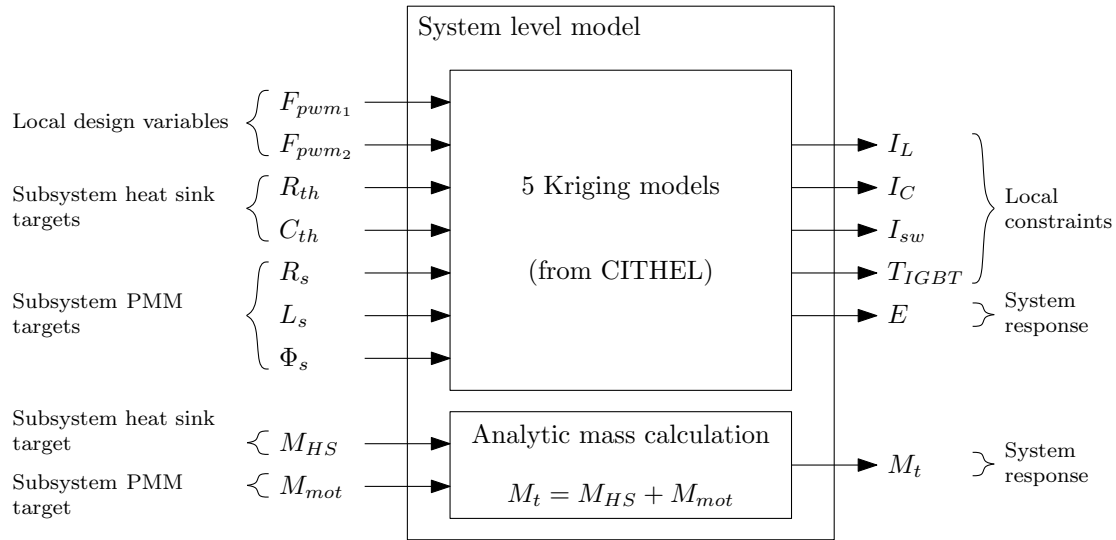 System level model
Local design variables
F_{pwm_1}
F_{pwm_2}
Subsystem heat sink
targets
R_{th}
C_{th}
Subsystem PMM
targets
R_s
L_s
Φ_s
5 Kriging models
(from CITHEL)
I_L
I_C
I_{sw}
T_{IGBT}
Local
constraints
E
System
response
Subsystem heat sink
target
M_{HS}
Subsystem PMM
target
M_{mot}
Analytic mass calculation
M_t = M_{HS} + M_{mot}
M_t
System
response